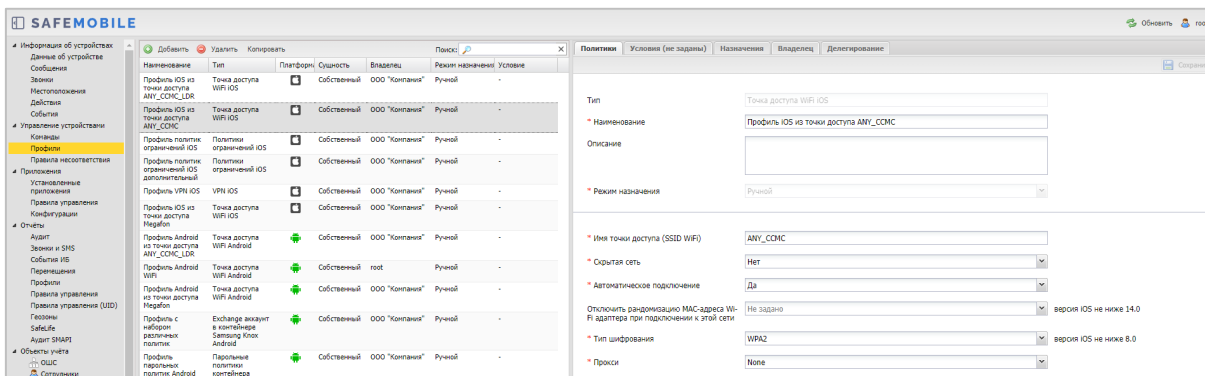 SAFEMOBILE
Обновить
Информация об устройствах
Данные об устройстве
Сообщения
Звонки
Местоположения
Действия
События
Управление устройствами
Команды
Профили
Правила несоответствия
Приложения
Установленные
приложения
Правила управления
Конфигурации
Отчёты
Аудит
Звонки и SMS
События ИБ
Перемещения
Профили
Правила управления
Правила управления (UID)
Геозоны
SafeLife
Аудит SMAPI
Объекты учёта
ОШС
Сотрудники
Добавить Удалить Копировать Поиск:
Наименование Тип Платформа Сущность Владелец Режим назначения Условие
Профиль iOS из Точка доступа Собственный ООО "Компания" Ручной -
точки доступа WiFi iOS
ANY_CCMC_LDR
Профиль iOS из Точка доступа Собственный ООО "Компания" Ручной -
точки доступа WiFi iOS
ANY_CCMC
Профиль политик Политики Собственный ООО "Компания" Ручной -
ограничений iOS ограничений iOS
Профиль политик Политики Собственный ООО "Компания" Ручной -
ограничений iOS ограничений iOS
дополнительный
Профиль VPN iOS VPN iOS Собственный ООО "Компания" Ручной -
Профиль iOS из Точка доступа Собственный ООО "Компания" Ручной -
точки доступа WiFi iOS
Megafon
Профиль Android Точка доступа Собственный ООО "Компания" Ручной -
из точки доступа WiFi Android
ANY_CCMC_LDR
Профиль Android Точка доступа Собственный root Ручной -
WiFi WiFi Android
Профиль Android Точка доступа Собственный ООО "Компания" Ручной -
из точки доступа WiFi Android
Megafon
Профиль с Exchange аккаунт Собственный ООО "Компания" Ручной -
набором в контейнере
различных Samsung Knox
политик Android
Профиль Парольные Собственный ООО "Компания" Ручной -
парольных политики
политик Android контейнера
Политики Условия (не заданы) Назначения Владелец Делегирование
Тип Точка доступа WiFi iOS
* Наименование Профиль iOS из точки доступа ANY_CCMC
Описание
* Режим назначения Ручной
* Имя точки доступа (SSID WiFi) ANY_CCMC
* Скрытая сеть Нет
* Автоматическое подключение Да
Отключить рандомизацию MAC-адреса Wi- Не задано версия iOS не ниже 14.0
Fi адаптера при подключении к этой сети
* Тип шифрования WPA2 версия iOS не ниже 8.0
* Прокси None